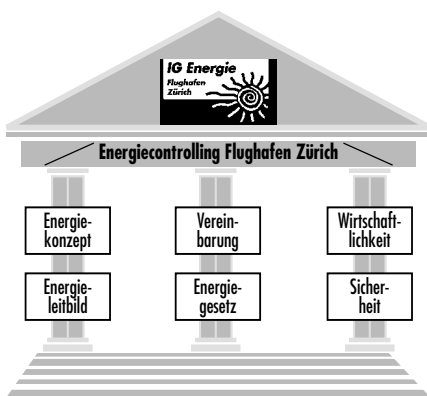 IG Energie
Flughafen
Zürich
Energiecontrolling Flughafen Zürich
Energie-
konzept
Verein-
barung
Wirtschaft-
lichkeit
Energie-
leitbild
Energie-
gesetz
Sicher-
heit